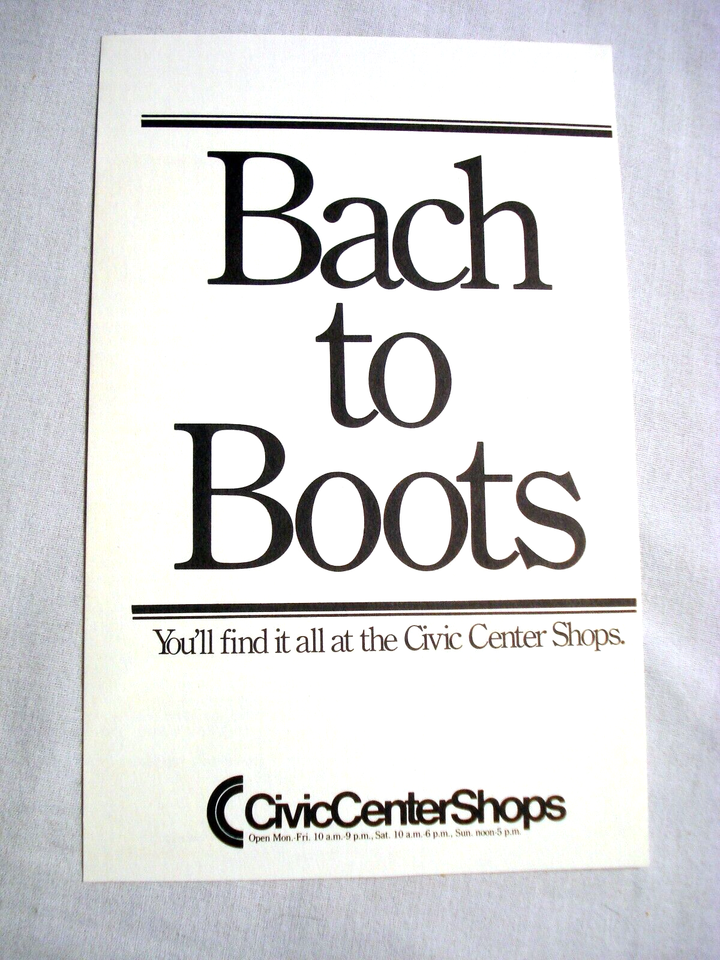 Bach
to
Boots
You'll find it all at the Civic Center Shops.
CivicCenterShops
Open Mon.-Fri. 10 a.m.-9 p.m., Sat. 10 a.m.-6 p.m., Sun. noon-5 p.m.